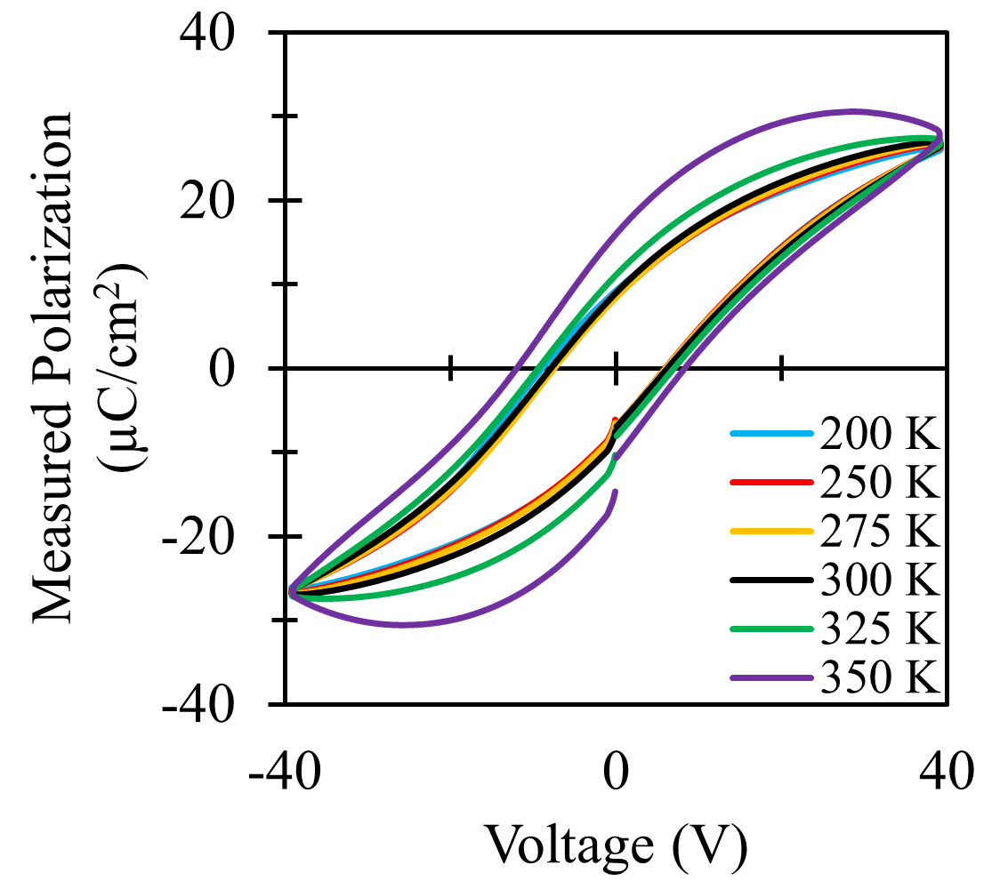 40
20
0
-20
-40
Measured Polarization
(μC/cm²)
200 K
250 K
275 K
300 K
325 K
350 K
-40
0
40
Voltage (V)